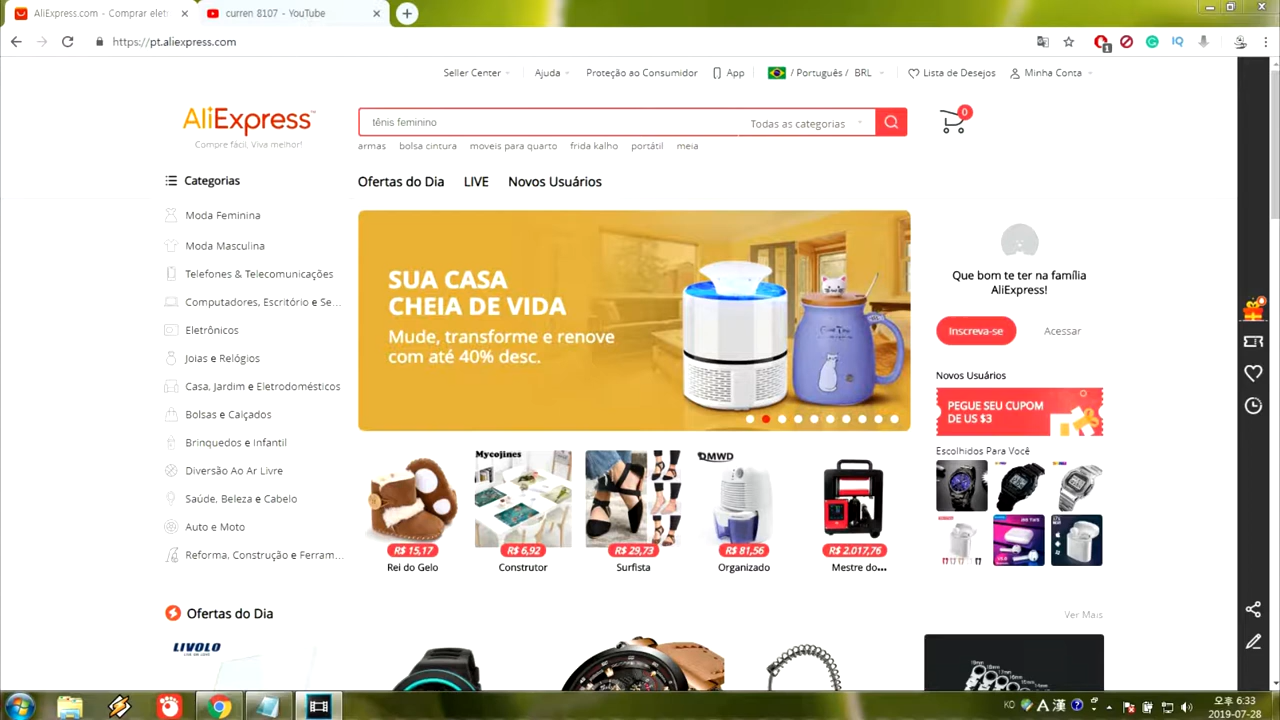 AliExpress.com - Comprar elet
curren 8107 - YouTube
https://pt.aliexpress.com
1
Seller Center
Ajuda
Proteção ao Consumidor
App
/ Português / BRL
Lista de Desejos
Minha Conta
AliExpress™
Compre fácil, Viva melhor!
tênis feminino
Todas as categorias
0
armas
bolsa cintura
moveis para quarto
frida kalho
portátil
meia
Categorias
Ofertas do Dia
LIVE
Novos Usuários
Moda Feminina
Moda Masculina
Telefones & Telecomunicações
Computadores, Escritório e Se...
Eletrônicos
Joias e Relógios
Casa, Jardim e Eletrodomésticos
Bolsas e Calçados
Brinquedos e Infantil
Diversão Ao Ar Livre
Saúde, Beleza e Cabelo
Auto e Moto
Reforma, Construção e Ferram...
SUA CASA
CHEIA DE VIDA
Mude, transforme e renove
com até 40% desc.
Que bom te ter na família
AliExpress!
Inscreva-se
Acessar
Novos Usuários
PEGUE SEU CUPOM
DE US $3
Escolhidos Para Você
Mycojines
DMWD
R$ 15,17
R$ 6,92
R$ 29,73
R$ 81,56
R$ 2.017,76
Rei do Gelo
Construtor
Surfista
Organizado
Mestre do...
Ofertas do Dia
Ver Mais
LIVOLO
KO
A
漢
오후 6:33
2019-07-28